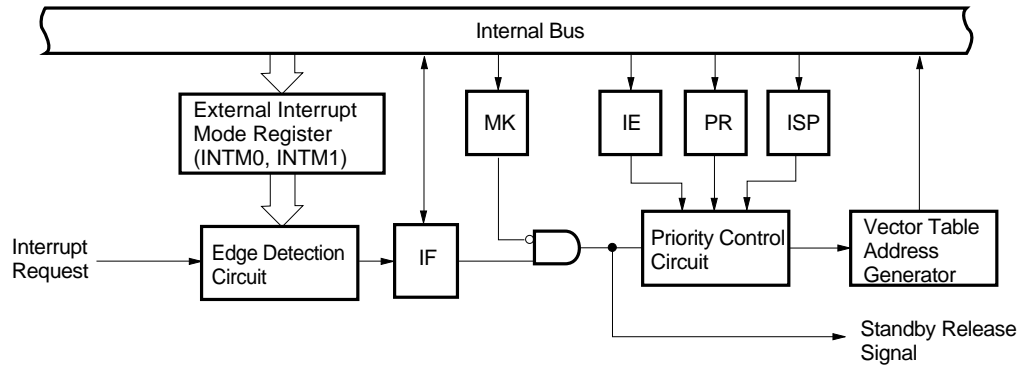 Internal Bus
External Interrupt
Mode Register
(INTM0, INTM1)
MK
IE
PR
ISP
Interrupt
Request
Edge Detection
Circuit
IF
Priority Control
Circuit
Vector Table
Address
Generator
Standby Release
Signal